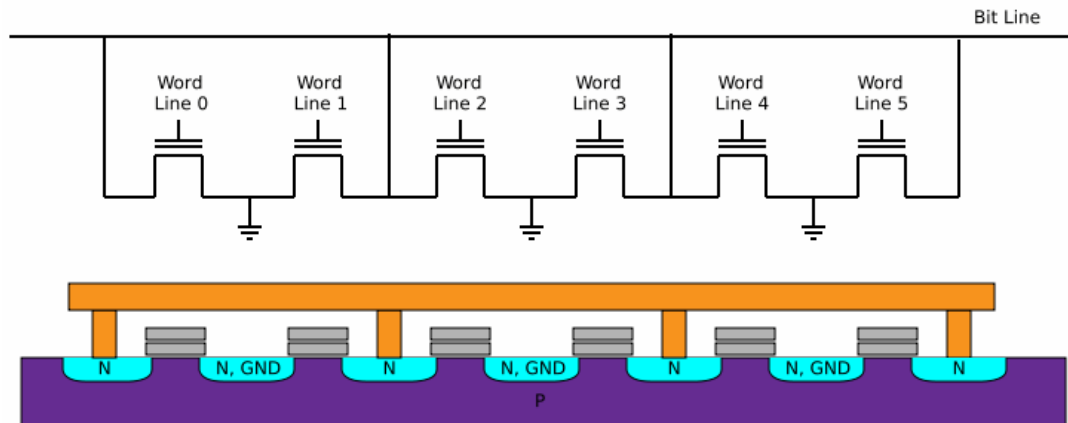 Bit Line
Word
Line 0
Word
Line 1
Word
Line 2
Word
Line 3
Word
Line 4
Word
Line 5
N
N, GND
N
N, GND
N
N, GND
N
P